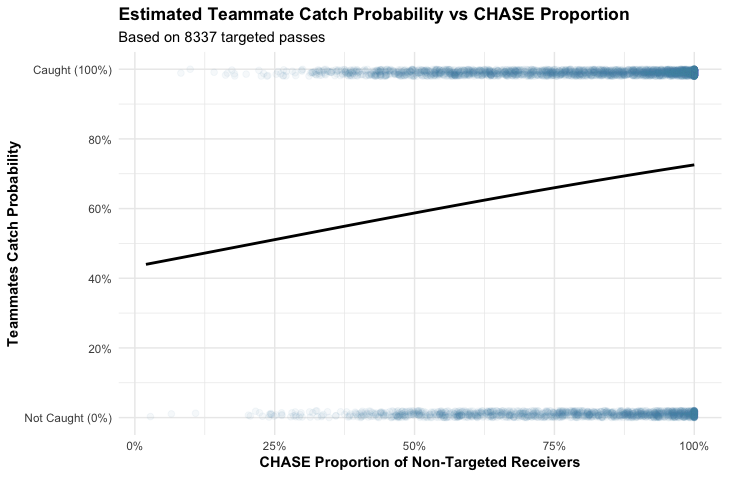 Estimated Teammate Catch Probability vs CHASE Proportion
Based on 8337 targeted passes
Teammates Catch Probability
Caught (100%)
80%
60%
40%
20%
Not Caught (0%)
0%
25%
50%
75%
100%
CHASE Proportion of Non-Targeted Receivers